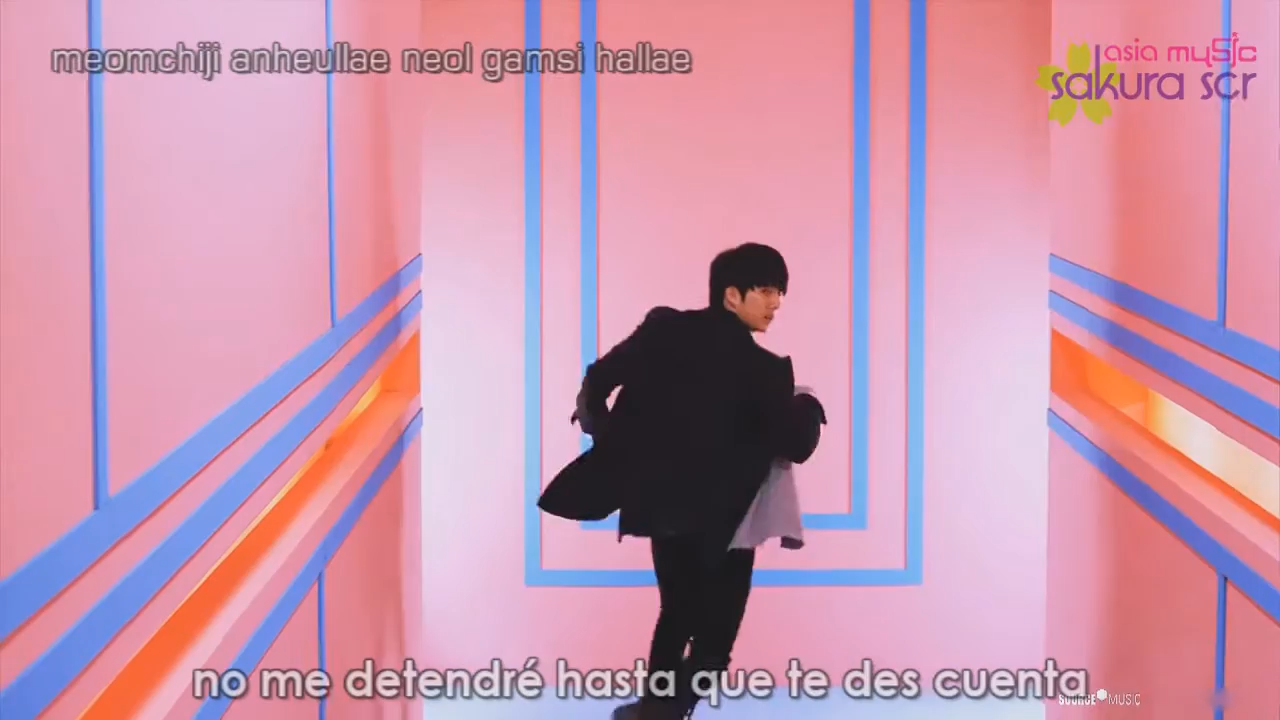 meomchiji anheullae neol gamsi hallae
asia music
sakura scr
no me detendré hasta que te des cuenta
SOURCE MUSIC